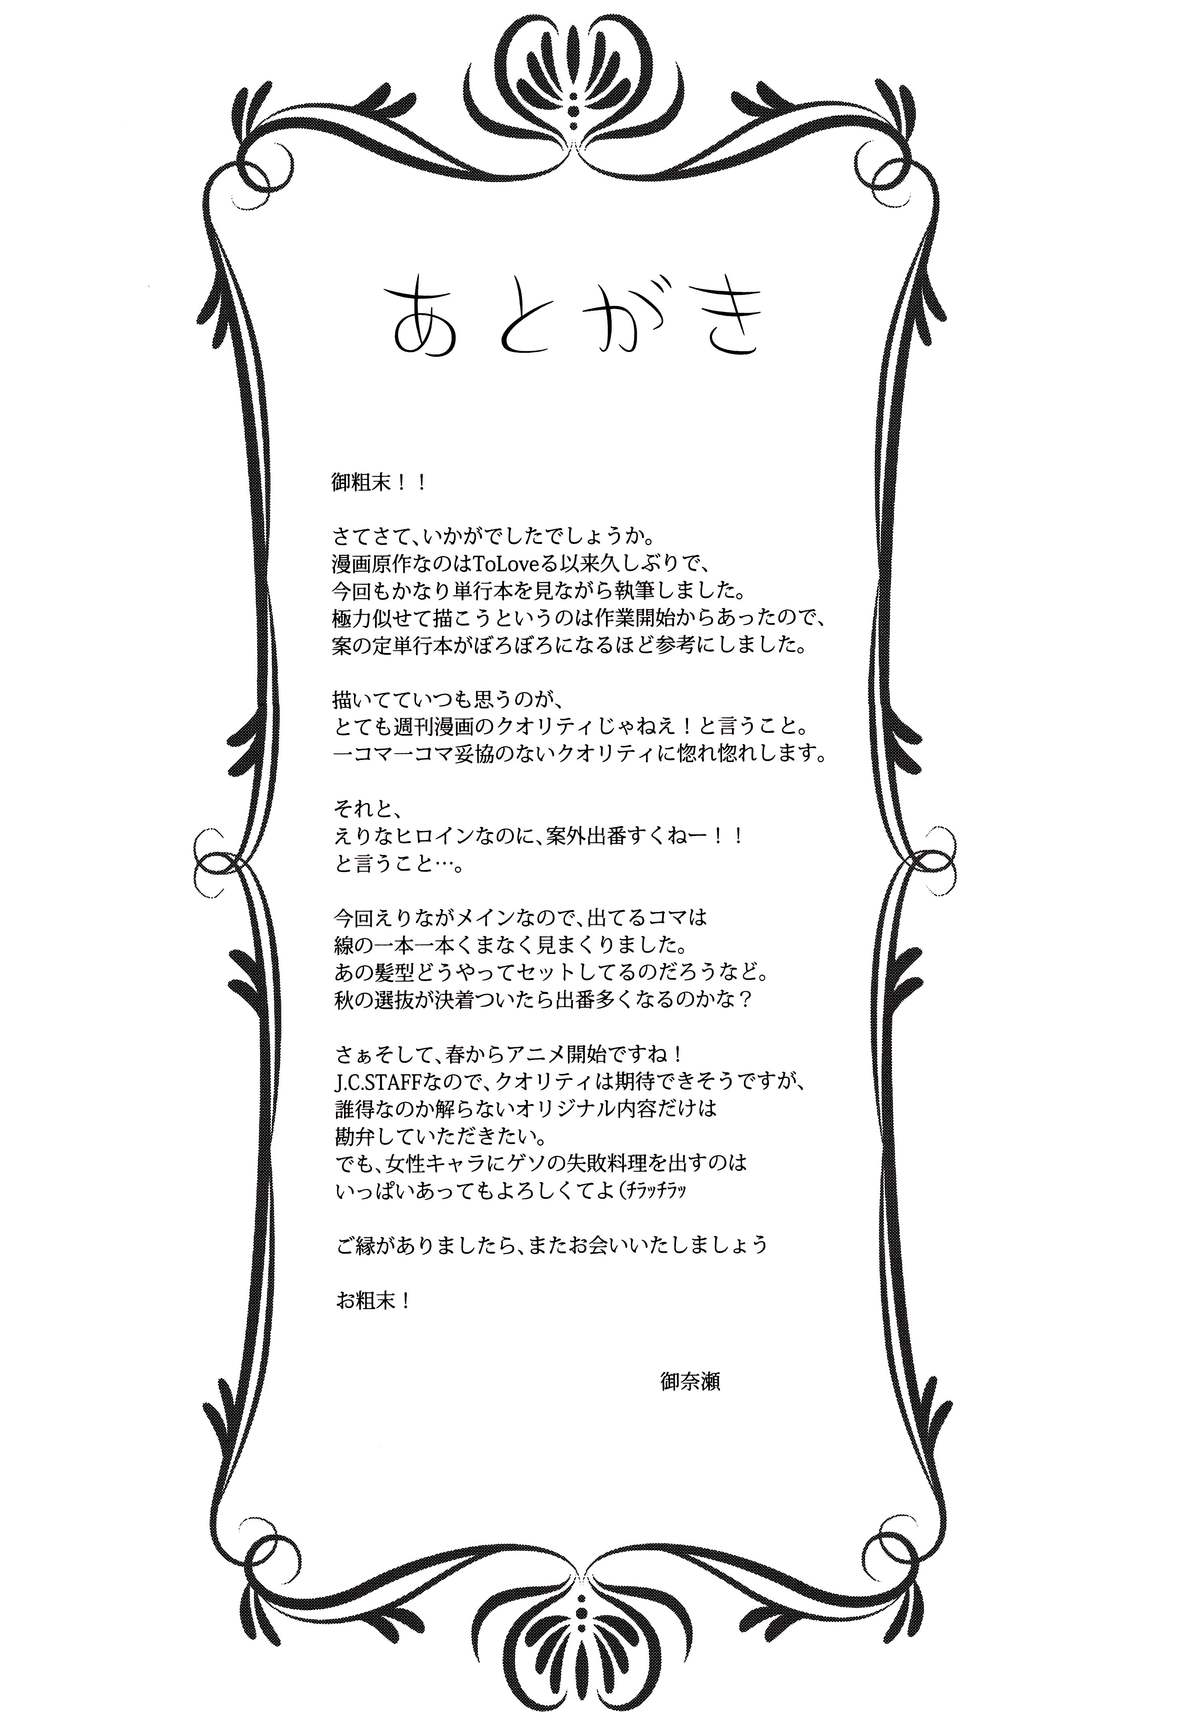 あとがき
御粗末！！
さてさて、いかがでしたでしょうか。
漫画原作なのはToLoveる以来久しぶりで、
今回もかなり単行本を見ながら執筆しました。
極力似せて描こうというのは作業開始からあったので、
案の定単行本がぼろぼろになるほど参考にしました。
描いてていつも思うのが、
とても週刊漫画のクオリティじゃねえ！と言うこと。
一コマ一コマ妥協のないクオリティに惚れ惚れします。
それと、
えりなヒロインなのに、案外出番すくねー！！
と言うこと…。
今回えりながメインなので、出てるコマは
線の一本一本くまなく見まくりました。
あの髪型どうやってセットしてるのだろうなど。
秋の選抜が決着ついたら出番多くなるのかな？
さぁそして、春からアニメ開始ですね！
J.C.STAFFなので、クオリティは期待できそうですが、
誰得なのか解らないオリジナル内容だけは
勘弁していただきたい。
でも、女性キャラにゲソの失敗料理を出すのは
いっぱいあってもよろしくてよ（ﾁﾗｯﾁﾗｯ
ご縁がありましたら、またお会いいたしましょう
お粗末！
御奈瀬